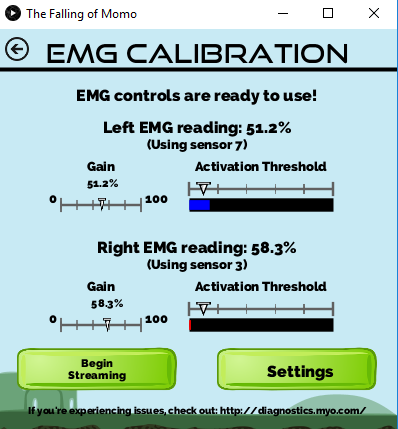 The Falling of Momo
EMG CALIBRATION
EMG controls are ready to use!
Left EMG reading: 51.2%
(Using sensor 7)
Gain
Activation Threshold
51.2%
0
100
Right EMG reading: 58.3%
(Using sensor 3)
Gain
Activation Threshold
58.3%
0
100
Begin
Streaming
Settings
If you're experiencing issues, check out: http://diagnostics.myo.com/